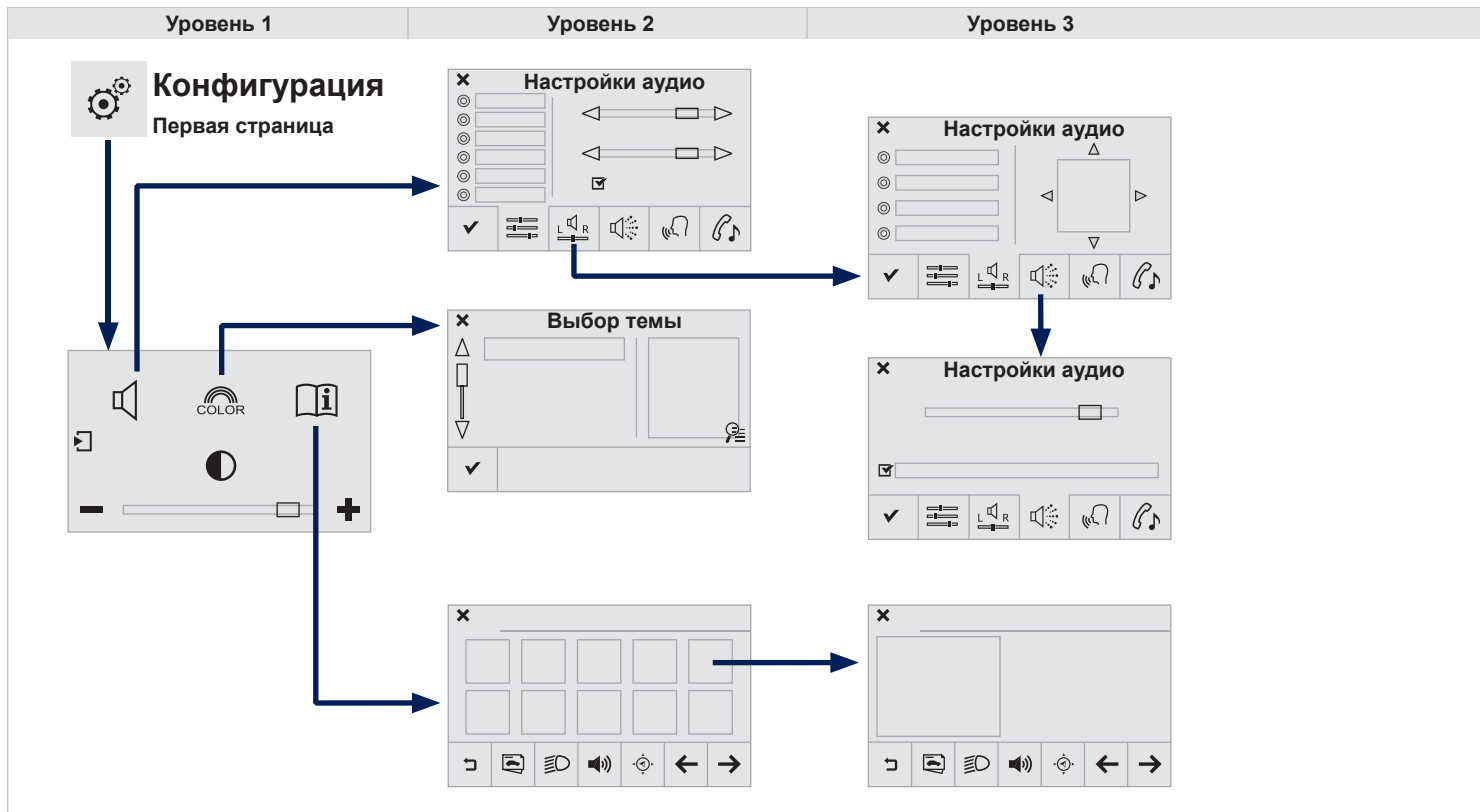 Уровень 1
Уровень 2
Уровень 3
Конфигурация
Первая страница
Настройки аудио
L R
Настройки аудио
L R
COLOR
i
Выбор темы
Настройки аудио
L R